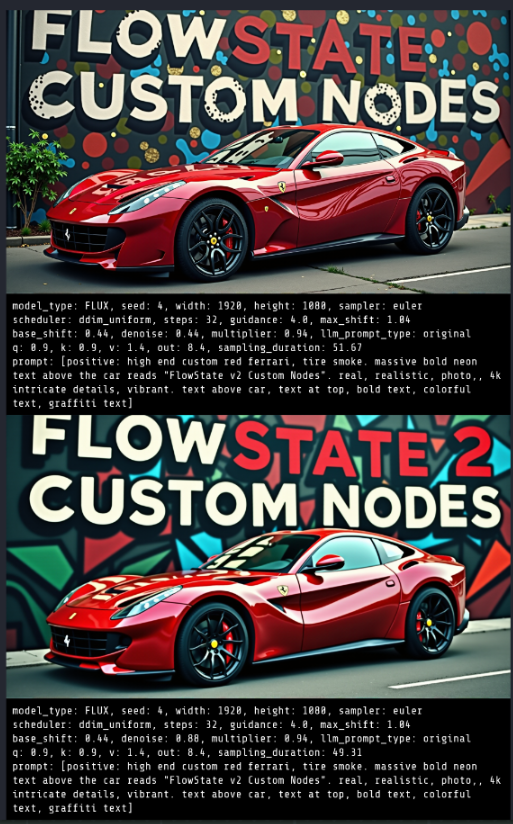 FLOWSTATE
CUSTOM NODES
model_type: FLUX, seed: 4, width: 1920, height: 1080, sampler: euler
scheduler: ddim_uniform, steps: 32, guidance: 4.0, max_shift: 1.04
base_shift: 0.44, denoise: 0.44, multiplier: 0.94, llm_prompt_type: original
q: 0.9, k: 0.9, v: 1.4, out: 8.4, sampling_duration: 51.67
prompt: [positive: high end custom red ferrari, tire smoke. massive bold neon
text above the car reads "FlowState v2 Custom Nodes". real, realistic, photo,, 4k
intricate details, vibrant. text above car, text at top, bold text, colorful
text, graffiti text]
FLOWSTATE 2
CUSTOM NODES
model_type: FLUX, seed: 4, width: 1920, height: 1080, sampler: euler
scheduler: ddim_uniform, steps: 32, guidance: 4.0, max_shift: 1.04
base_shift: 0.44, denoise: 0.88, multiplier: 0.94, llm_prompt_type: original
q: 0.9, k: 0.9, v: 1.4, out: 8.4, sampling_duration: 49.31
prompt: [positive: high end custom red ferrari, tire smoke. massive bold neon
text above the car reads "FlowState v2 Custom Nodes". real, realistic, photo,, 4k
intricate details, vibrant. text above car, text at top, bold text, colorful
text, graffiti text]